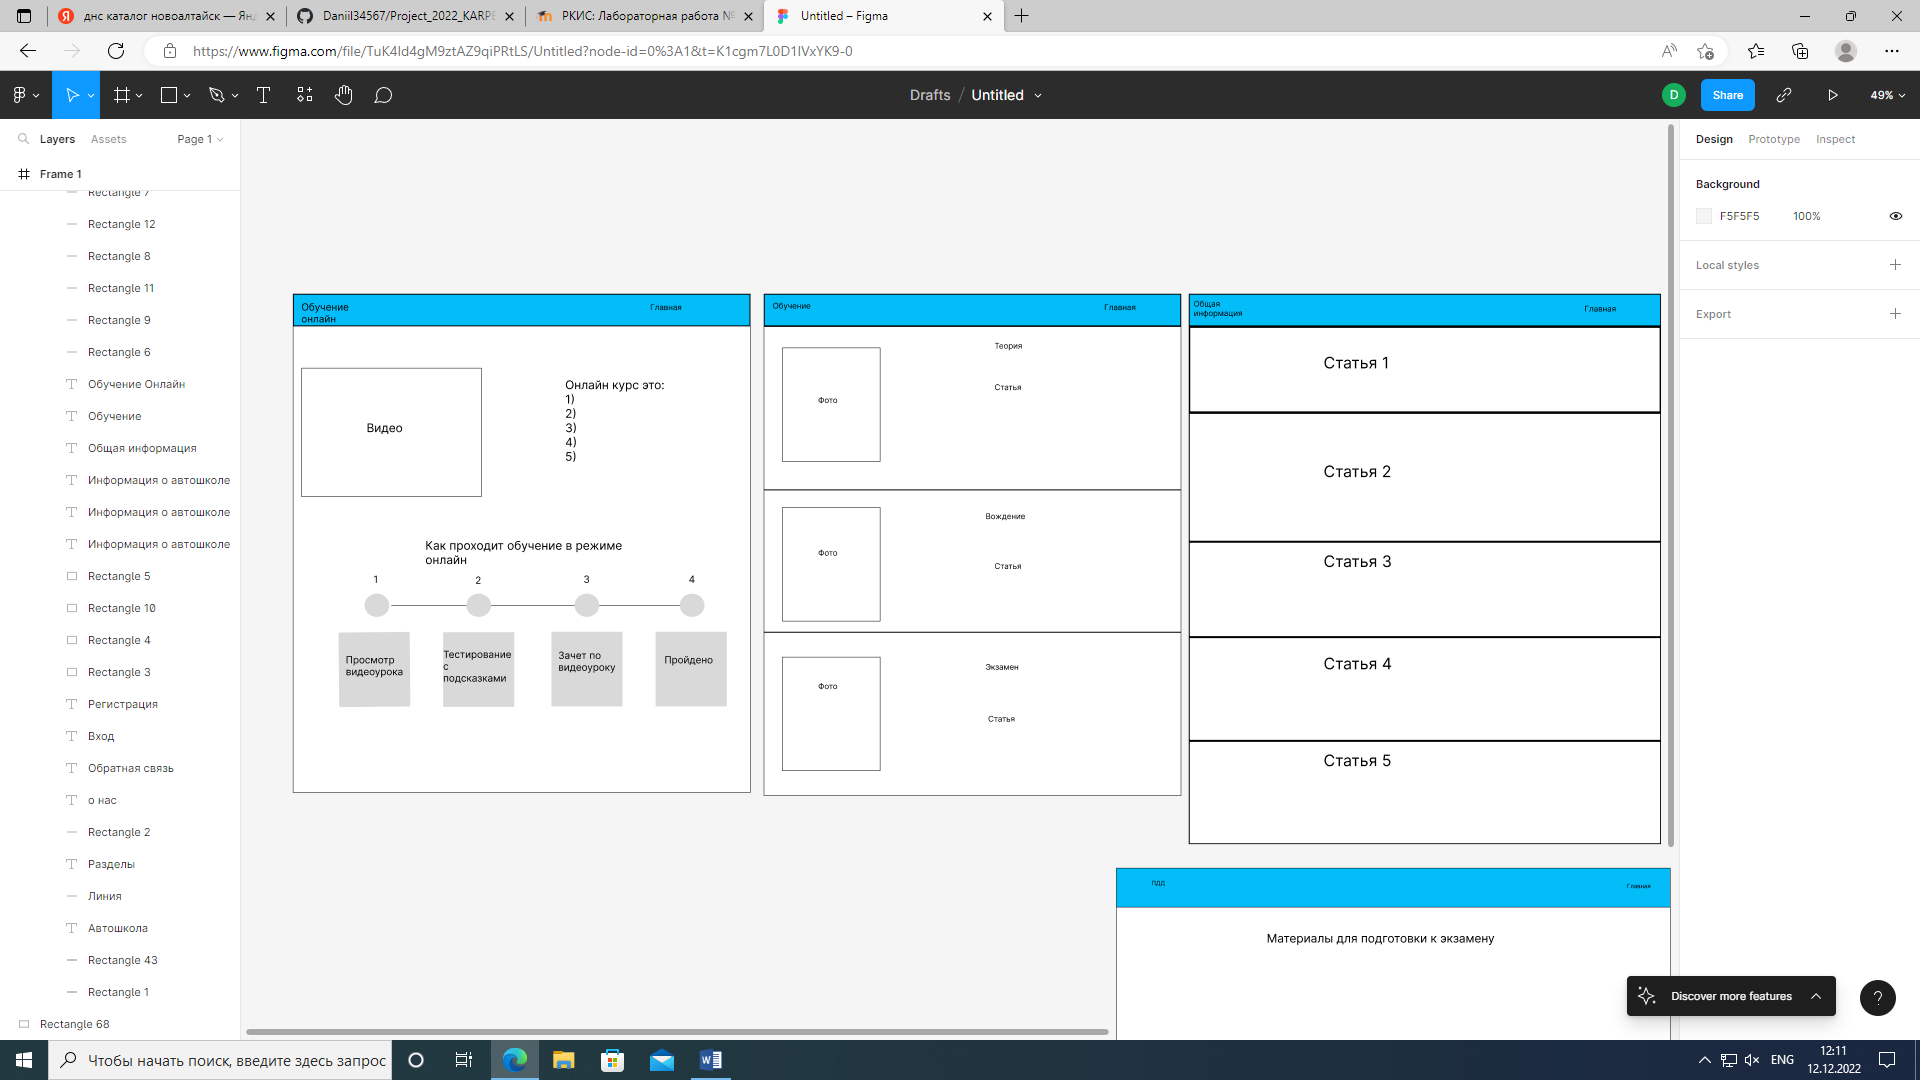 днс каталог новоалтайск — Янд
Daniil34567/Project_2022_KARPE
РКИС: Лабораторная работа №
Untitled – Figma
https://www.figma.com/file/TuK4Id4gM9ztAZ9qiPRtLS/Untitled?node-id=0%3A1&t=K1cgm7L0D1IVxYK9-0
Drafts / Untitled
D
Share
49%
Layers
Assets
Page 1
Design
Prototype
Inspect
Frame 1
Rectangle 7
Rectangle 12
Rectangle 8
Rectangle 11
Rectangle 9
Rectangle 6
Обучение Онлайн
Обучение
Общая информация
Информация о автошколе
Информация о автошколе
Информация о автошколе
Rectangle 5
Rectangle 10
Rectangle 4
Rectangle 3
Регистрация
Вход
Обратная связь
о нас
Rectangle 2
Разделы
Линия
Автошкола
Rectangle 43
Rectangle 1
Rectangle 68
Background
F5F5F5
100%
Local styles
Export
Обучение
онлайн
Главная
Видео
Онлайн курс это:
1)
2)
3)
4)
5)
Как проходит обучение в режиме
онлайн
1
2
3
4
Просмотр
видеоурока
Тестирование
с
подсказками
Зачет по
видеоуроку
Пройдено
Обучение
Главная
Теория
Статья
Фото
Вождение
Фото
Статья
Экзамен
Фото
Статья
Общая
информация
Главная
Статья 1
Статья 2
Статья 3
Статья 4
Статья 5
пдд
Главная
Материалы для подготовки к экзамену
Discover more features
?
Чтобы начать поиск, введите здесь запрос
ENG
12:11
12.12.2022